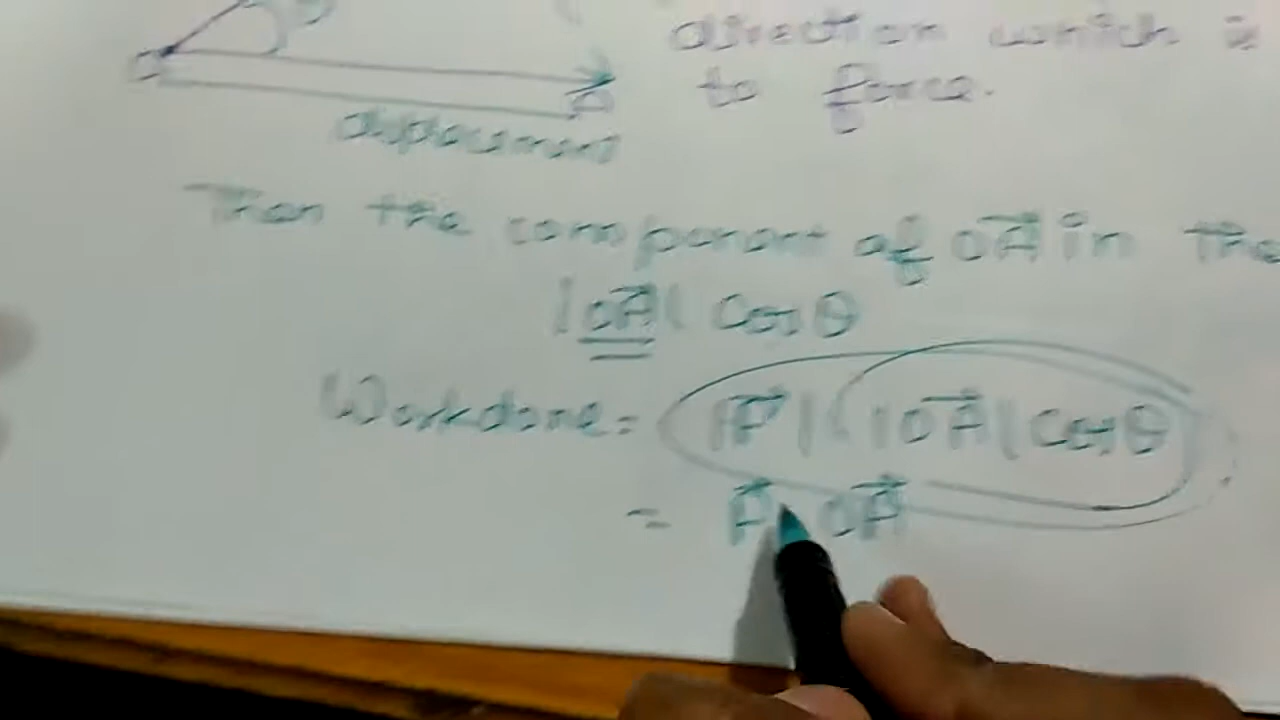 direction which is
O
A
to force.
displacement
Then the component of OA⃗ in the
|OA⃗| cosθ
Workdone = |F⃗| |OA⃗| cosθ
= F⃗ . OA⃗